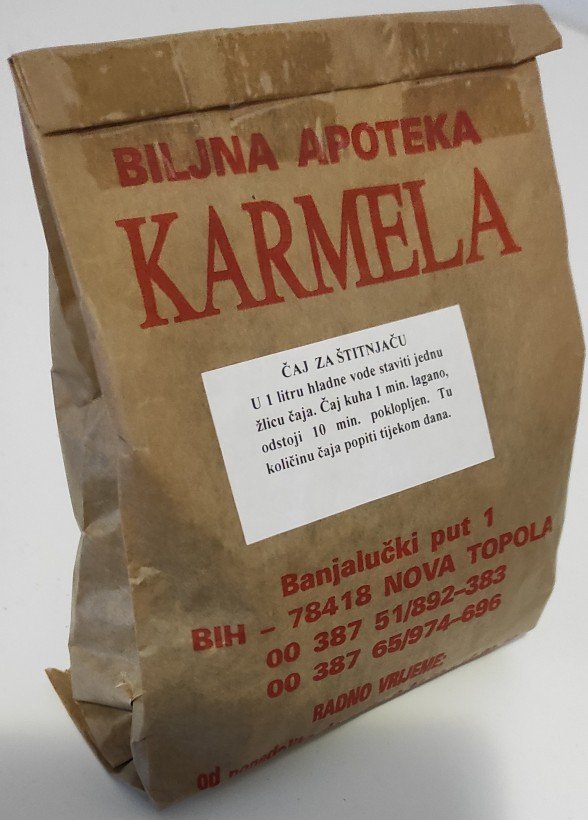 BILJNA APOTEKA
KARMELA
ČAJ ZA ŠTITNJAČU
U 1 litru hladne vode staviti jednu
žlicu čaja. Čaj kuha 1 min. lagano,
odstoji 10 min. poklopljen. Tu
količinu čaja popiti tijekom dana.
Banjalučki put 1
BIH – 78418 NOVA TOPOLA
00 387 51/892–383
00 387 65/974–696
RADNO VRIJEME:
od